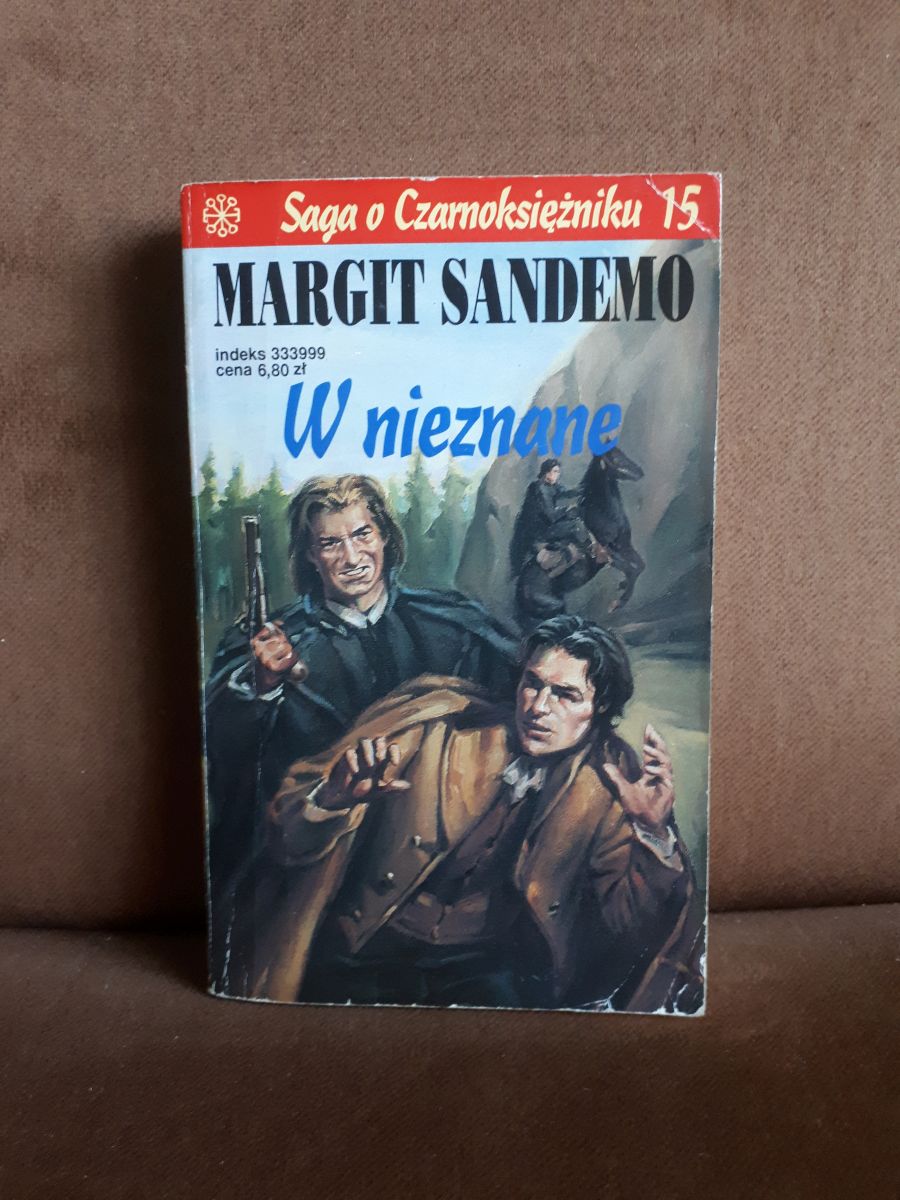 Saga o Czarnoksiężniku 15
MARGIT SANDEMO
indeks 333999
cena 6,80 zł
W nieznane